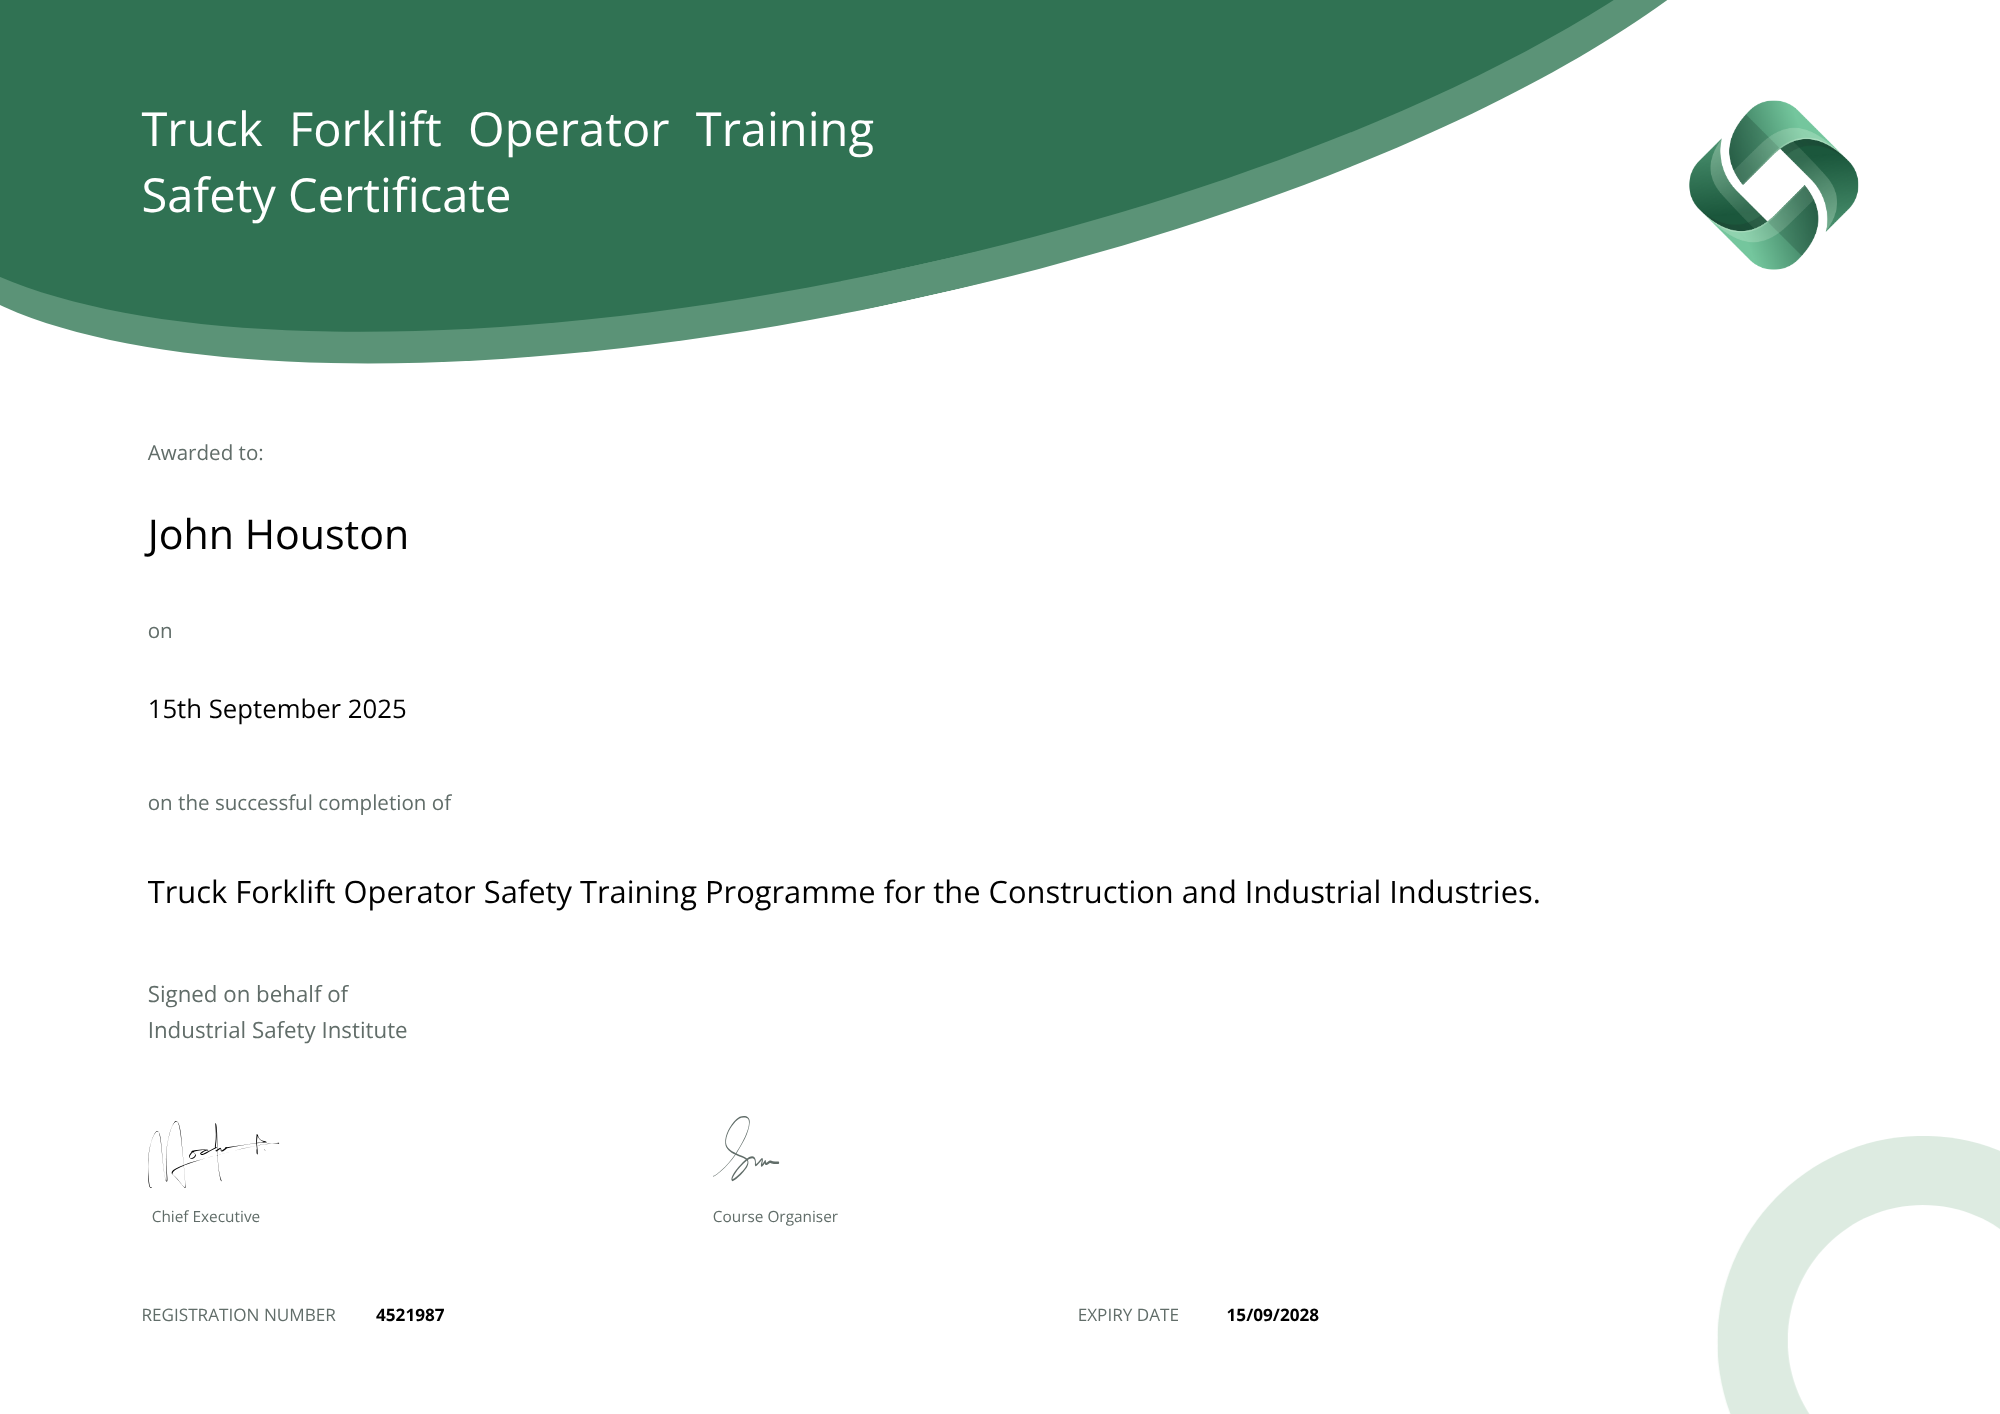 Truck Forklift Operator Training
Safety Certificate
Awarded to:
John Houston
on
15th September 2025
on the successful completion of
Truck Forklift Operator Safety Training Programme for the Construction and Industrial Industries.
Signed on behalf of
Industrial Safety Institute
Chief Executive
Course Organiser
REGISTRATION NUMBER 4521987
EXPIRY DATE 15/09/2028